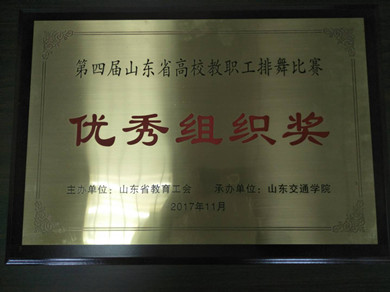 第四届山东省高校教职工排舞比赛
优秀组织奖
主办单位：山东省教育工会 承办单位：山东交通学院
2017年11月